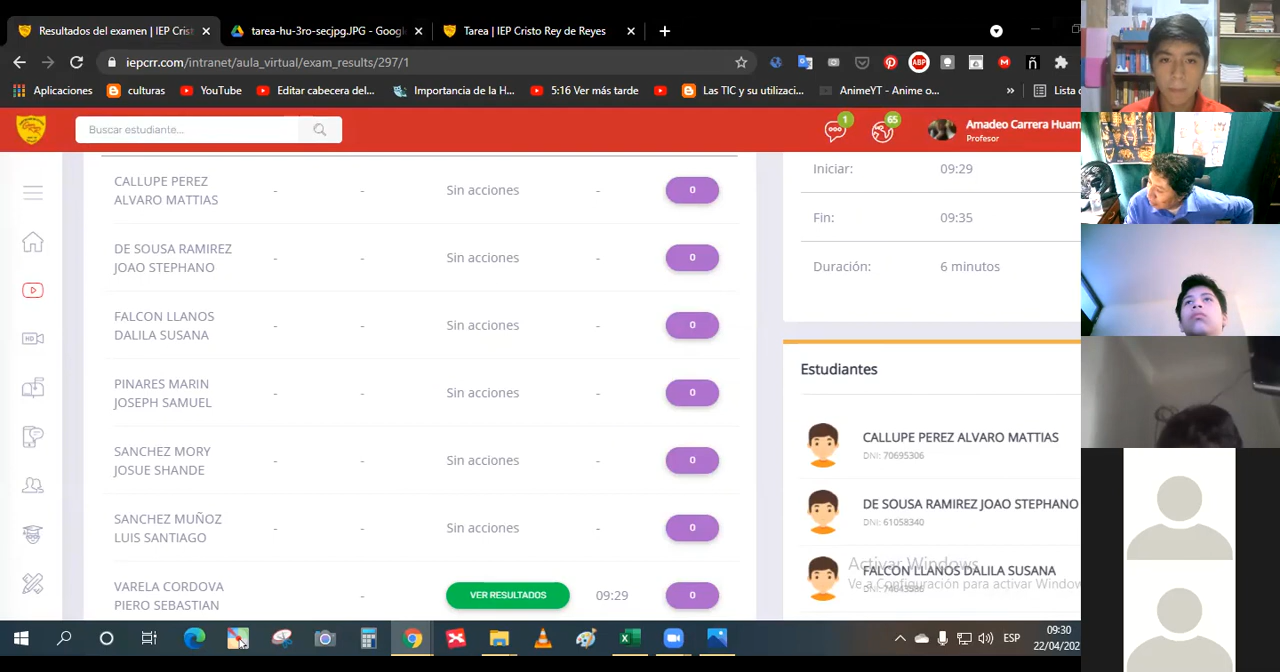 Resultados del examen | IEP Cris
tarea-hu-3ro-secjpg.JPG - Googl
Tarea | IEP Cristo Rey de Reyes
iepcrr.com/intranet/aula_virtual/exam_results/297/1
ABP
M
ñ
Aplicaciones
culturas
YouTube
Editar cabecera del...
Importancia de la H...
5:16 Ver más tarde
Las TIC y su utilizaci...
AnimeYT - Anime o...
»
Lista d
Buscar estudiante...
1
65
Amadeo Carrera Huam
Profesor
CALLUPE PEREZ
ALVARO MATTIAS
- - Sin acciones - 0
DE SOUSA RAMIREZ
JOAO STEPHANO
- - Sin acciones - 0
FALCON LLANOS
DALILA SUSANA
- - Sin acciones - 0
PINARES MARIN
JOSEPH SAMUEL
- - Sin acciones - 0
SANCHEZ MORY
JOSUE SHANDE
- - Sin acciones - 0
SANCHEZ MUÑOZ
LUIS SANTIAGO
- - Sin acciones - 0
VARELA CORDOVA
PIERO SEBASTIAN
- VER RESULTADOS 09:29 0
Iniciar: 09:29
Fin: 09:35
Duración: 6 minutos
Estudiantes
CALLUPE PEREZ ALVARO MATTIAS
DNI: 70695306
DE SOUSA RAMIREZ JOAO STEPHANO
DNI: 61058340
FALCON LLANOS DALILA SUSANA
DNI:
Activar Windows
Ve a Configuración para activar Window
ESP
09:30
22/04/202